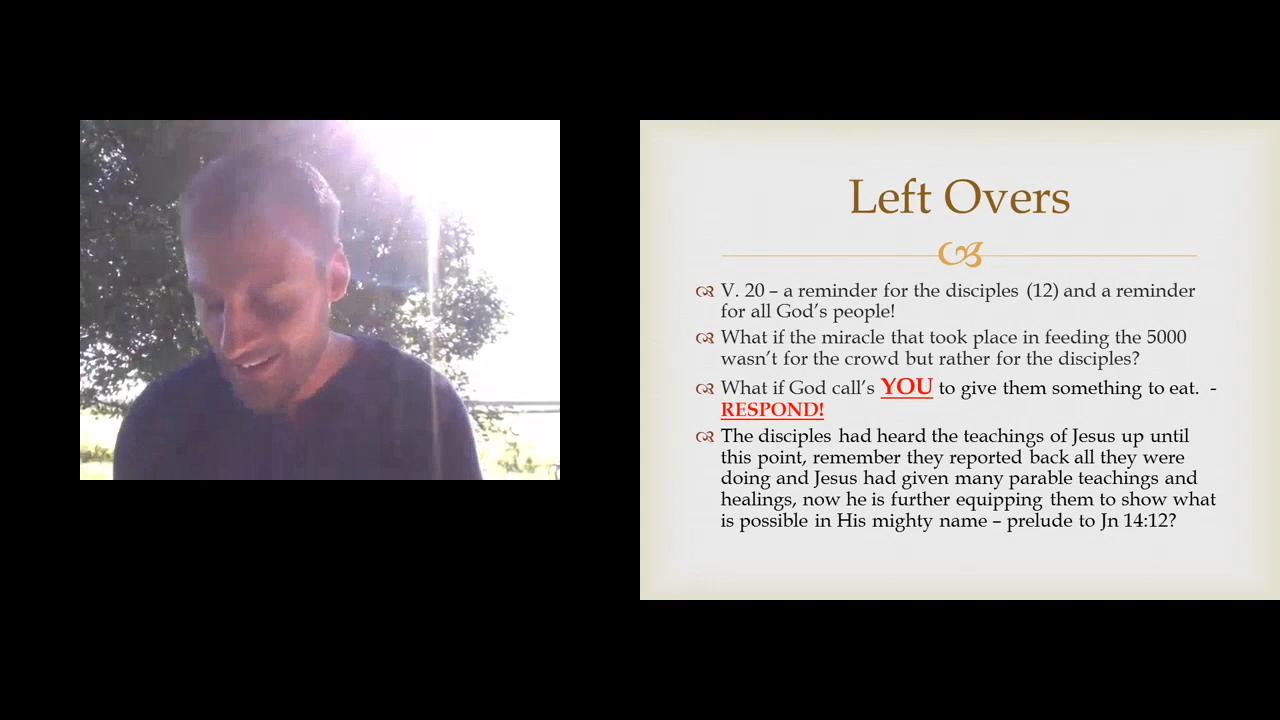 Left Overs
V. 20 – a reminder for the disciples (12) and a reminder
for all God's people!
What if the miracle that took place in feeding the 5000
wasn't for the crowd but rather for the disciples?
What if God call's YOU to give them something to eat. -
RESPOND!
The disciples had heard the teachings of Jesus up until
this point, remember they reported back all they were
doing and Jesus had given many parable teachings and
healings, now he is further equipping them to show what
is possible in His mighty name – prelude to Jn 14:12?